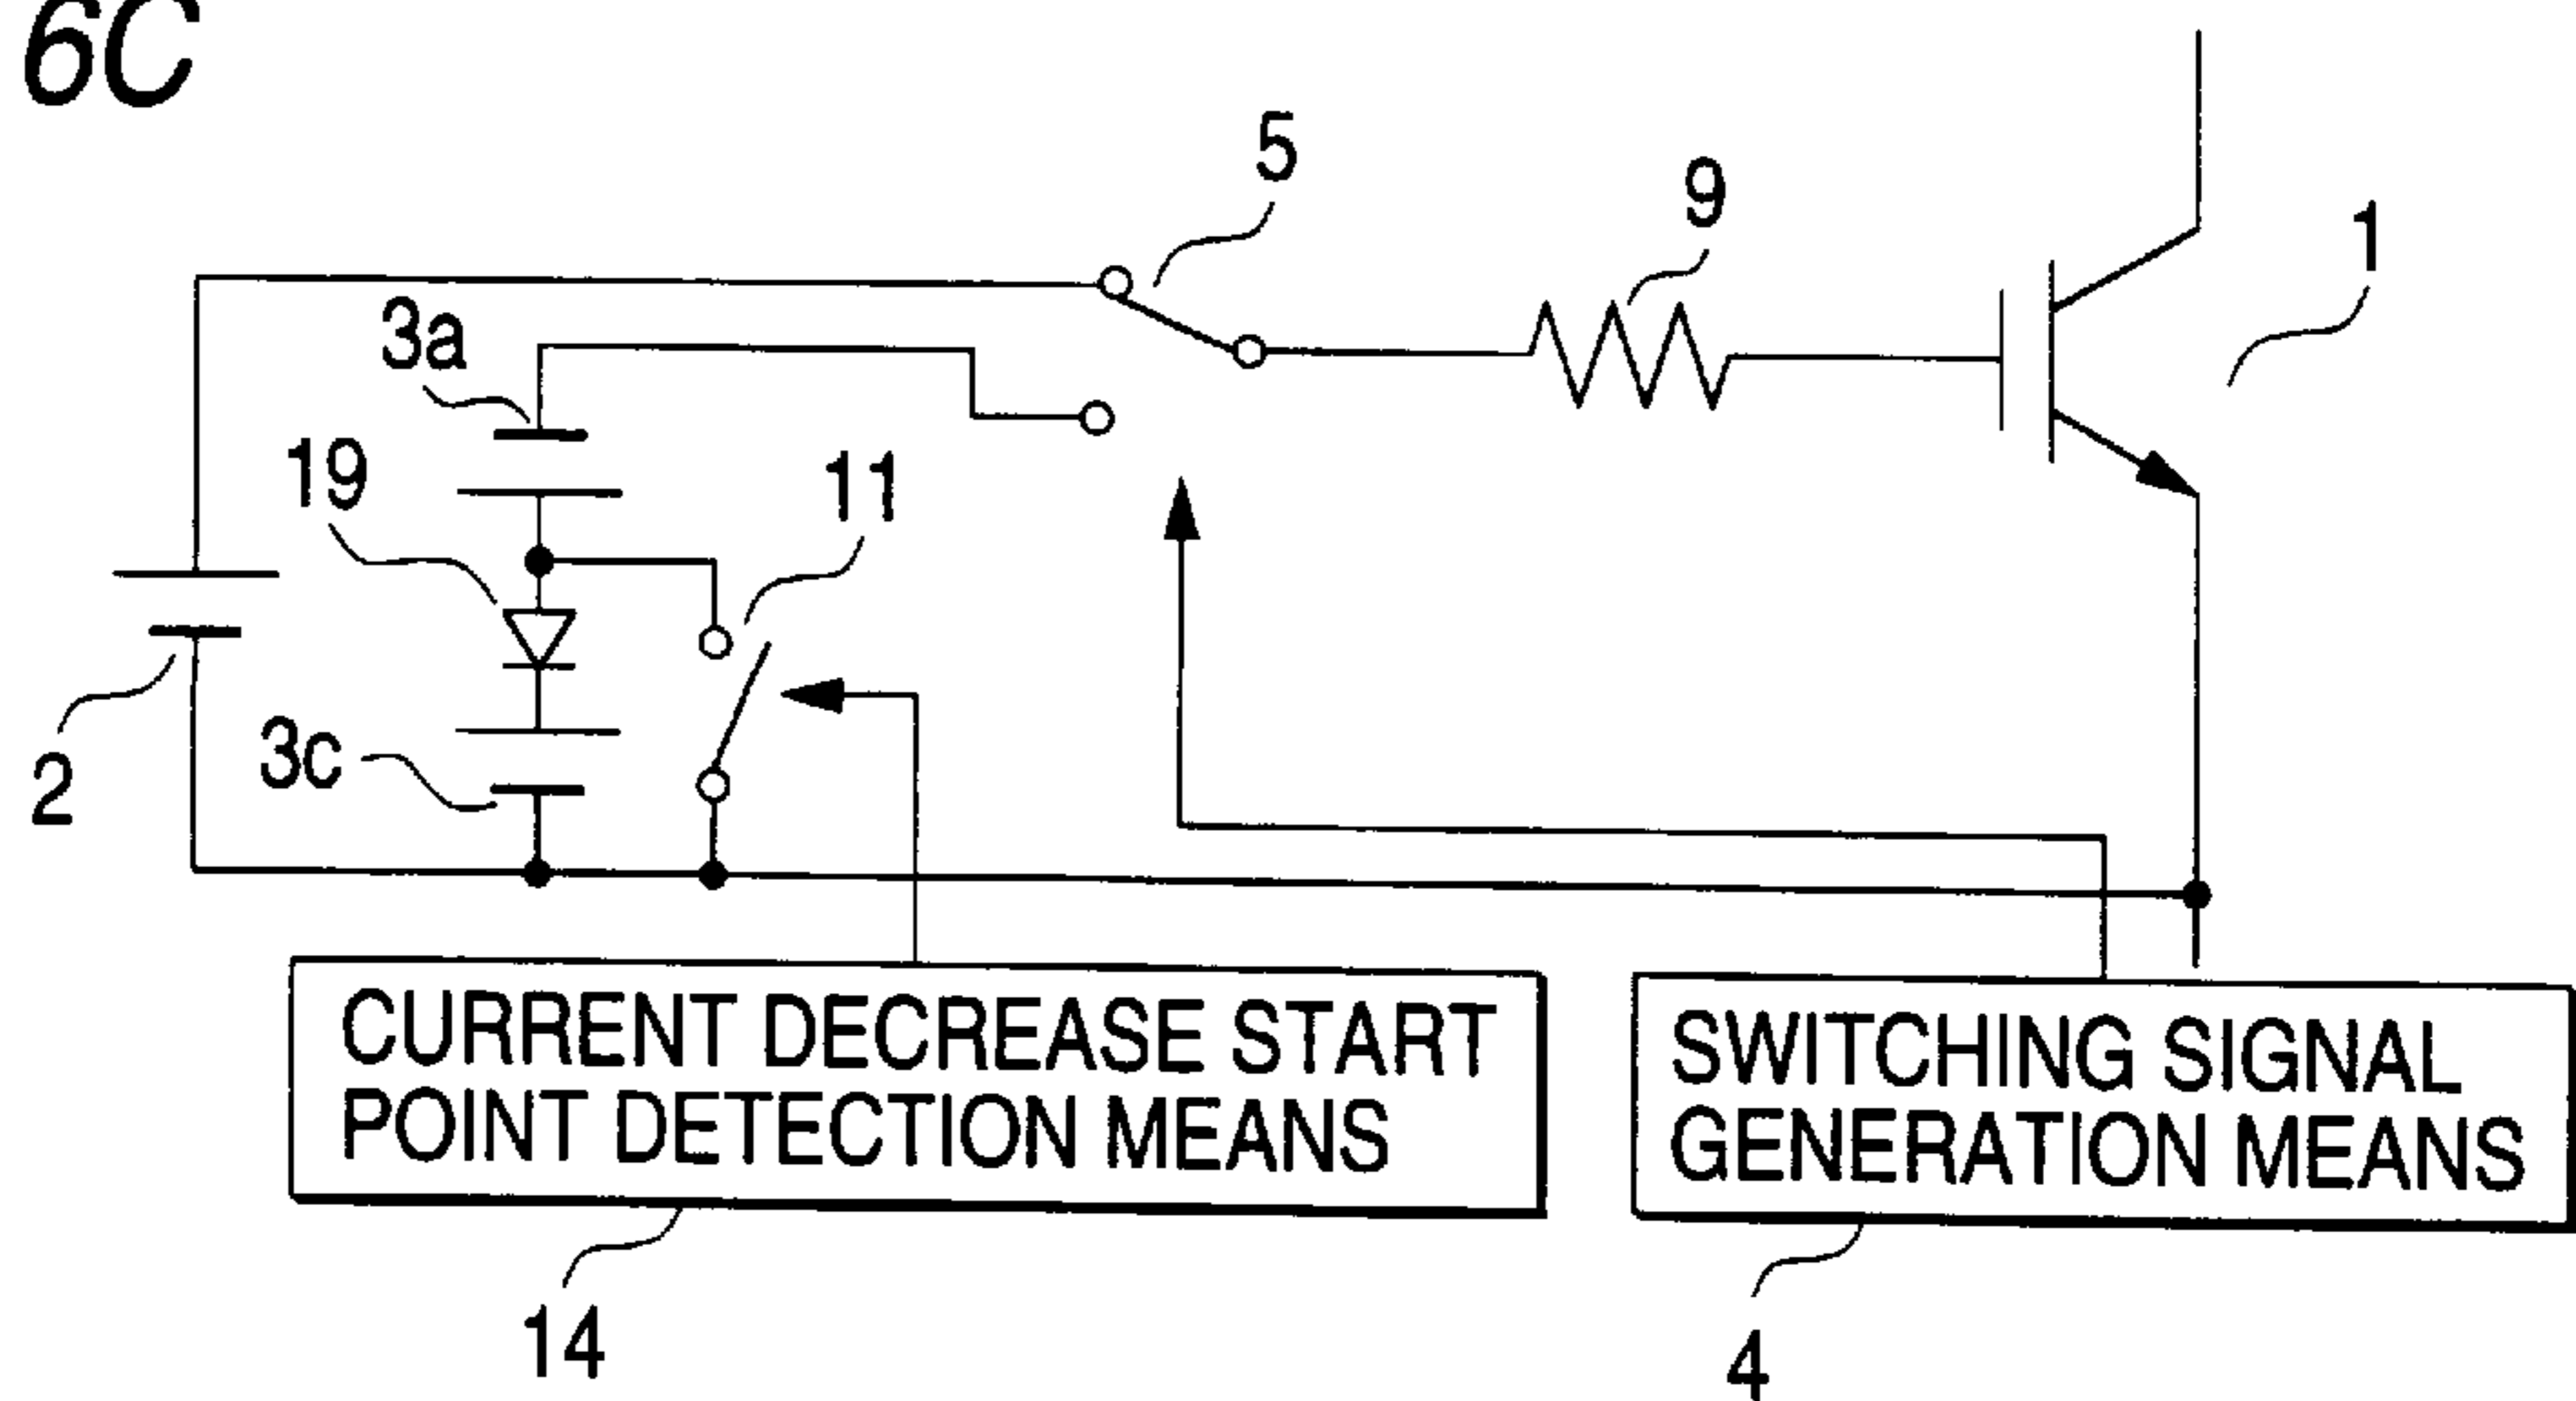 6C
5
9
1
3a
19
11
2
3c
CURRENT DECREASE START
POINT DETECTION MEANS
SWITCHING SIGNAL
GENERATION MEANS
14
4